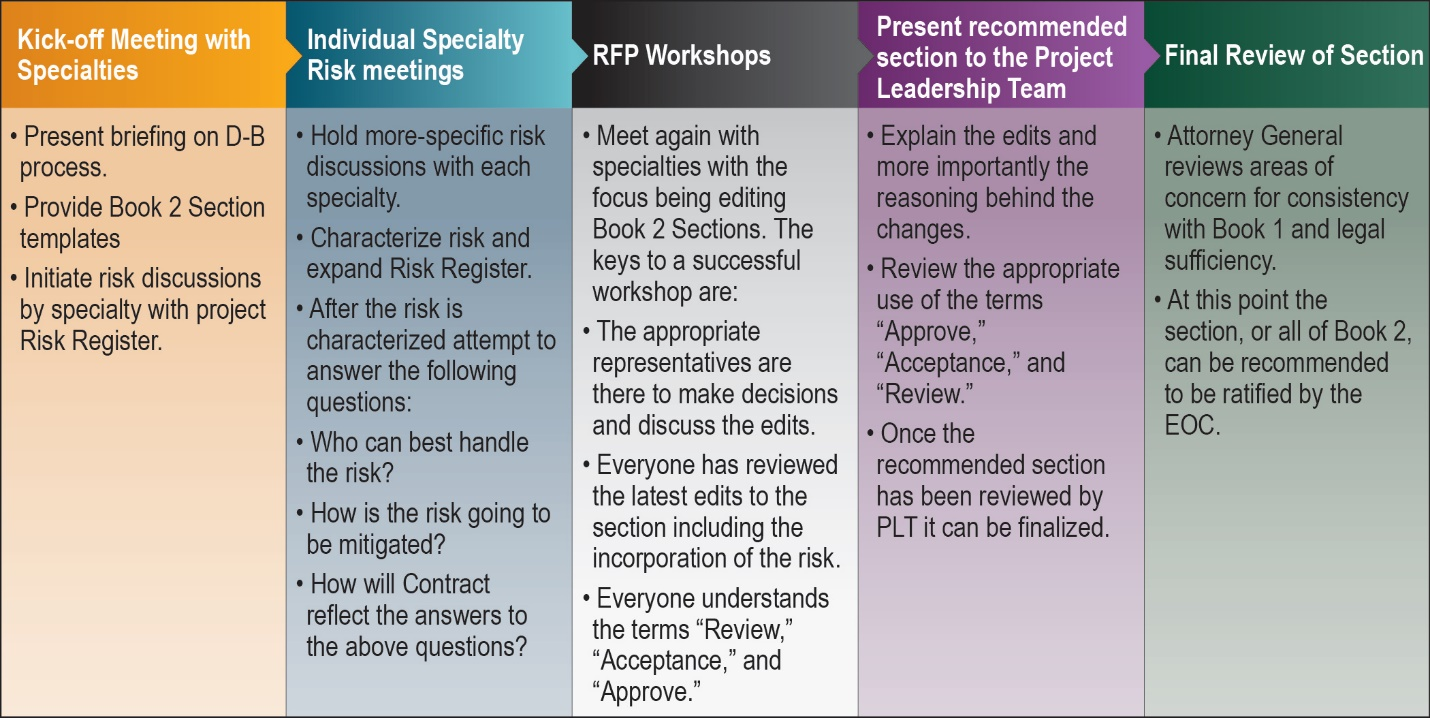 Kick-off Meeting with
Specialties
• Present briefing on D-B
process.
• Provide Book 2 Section
templates
• Initiate risk discussions
by specialty with project
Risk Register.
Individual Specialty
Risk meetings
• Hold more-specific risk
discussions with each
specialty.
• Characterize risk and
expand Risk Register.
• After the risk is
characterized attempt to
answer the following
questions:
• Who can best handle
the risk?
• How is the risk going to
be mitigated?
• How will Contract
reflect the answers to
the above questions?
RFP Workshops
• Meet again with
specialties with the
focus being editing
Book 2 Sections. The
keys to a successful
workshop are:
• The appropriate
representatives are
there to make decisions
and discuss the edits.
• Everyone has reviewed
the latest edits to the
section including the
incorporation of the risk.
• Everyone understands
the terms “Review,”
“Acceptance,” and
“Approve.”
Present recommended
section to the Project
Leadership Team
• Explain the edits and
more importantly the
reasoning behind the
changes.
• Review the appropriate
use of the terms
“Approve,”
“Acceptance,” and
“Review.”
• Once the
recommended section
has been reviewed by
PLT it can be finalized.
Final Review of Section
• Attorney General
reviews areas of
concern for consistency
with Book 1 and legal
sufficiency.
• At this point the
section, or all of Book 2,
can be recommended
to be ratified by the
EOC.